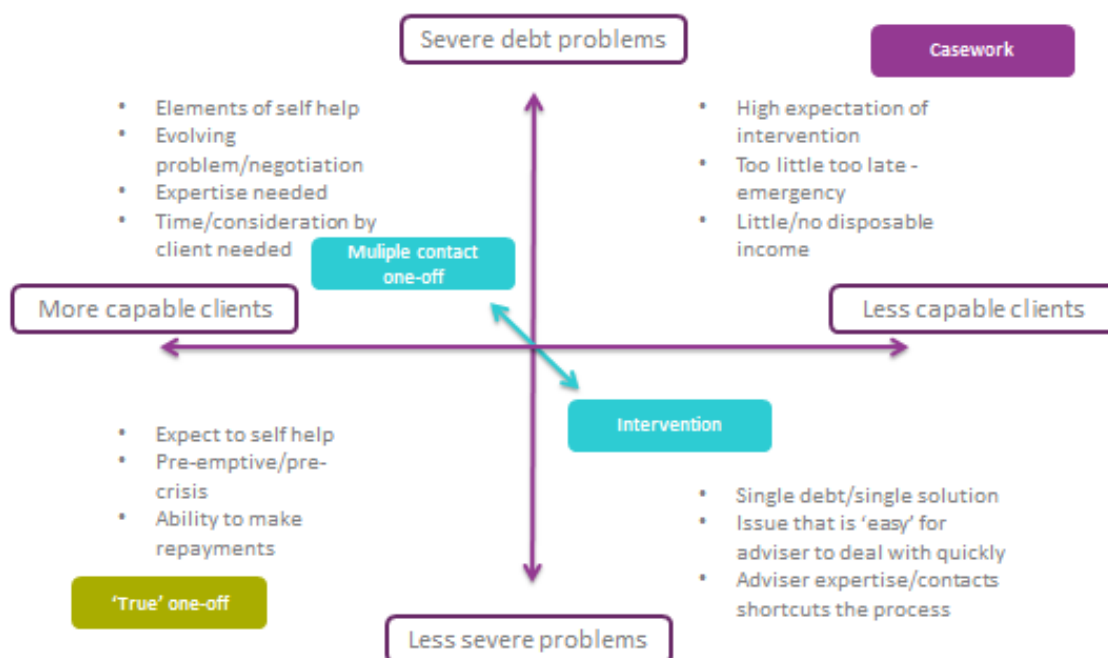 Severe debt problems
Casework
• Elements of self help
• Evolving
problem/negotiation
• Expertise needed
• Time/consideration by
client needed
• High expectation of
intervention
• Too little too late -
emergency
• Little/no disposable
income
Muliple contact
one-off
More capable clients
Less capable clients
Intervention
• Expect to self help
• Pre-emptive/pre-
crisis
• Ability to make
repayments
• Single debt/single solution
• Issue that is ‘easy’ for
adviser to deal with quickly
• Adviser expertise/contacts
shortcuts the process
‘True’ one-off
Less severe problems